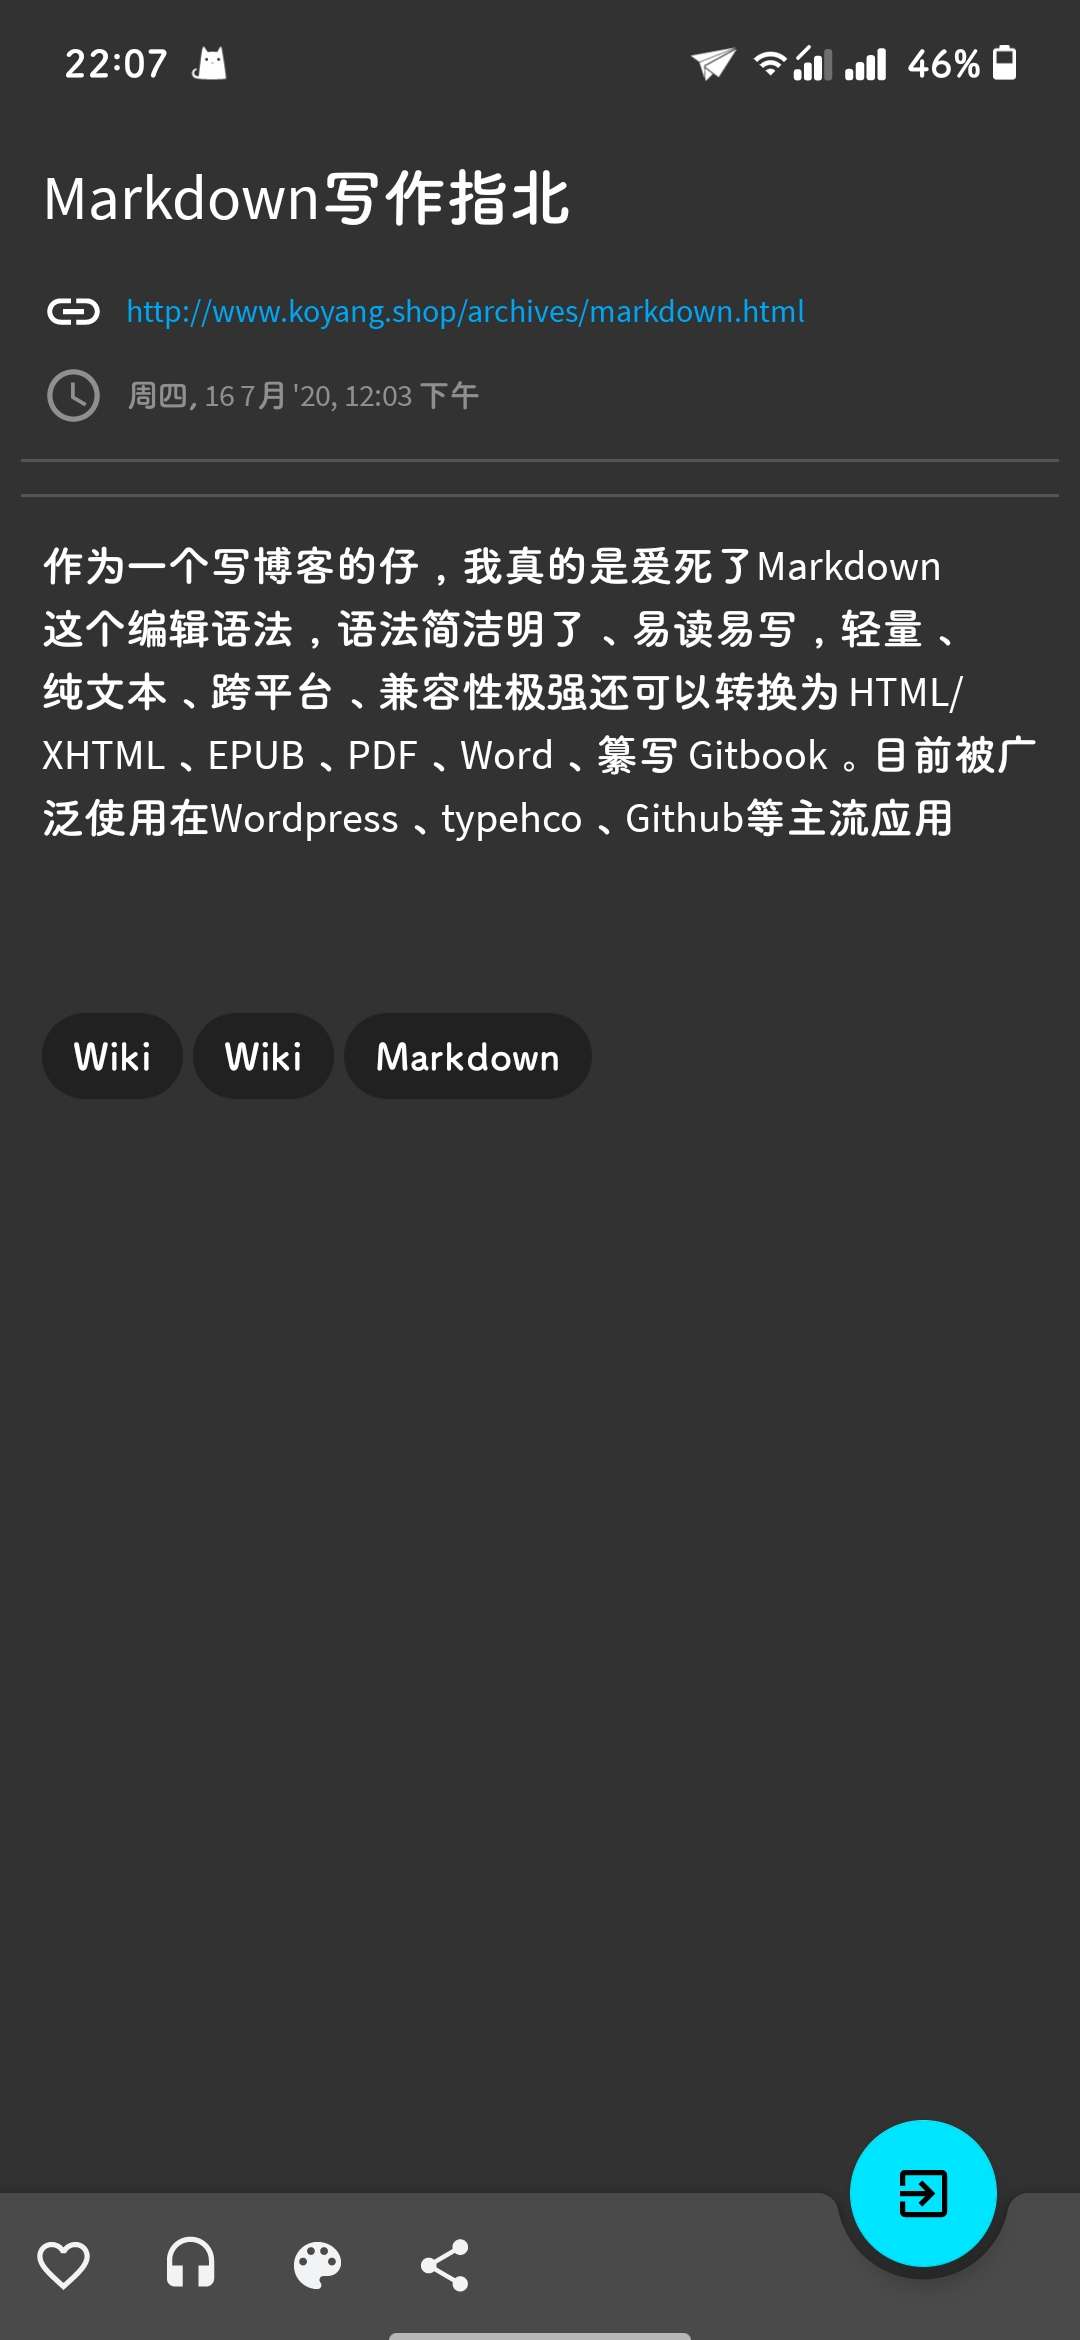 22:07
46%
Markdown写作指北
http://www.koyang.shop/archives/markdown.html
周四, 16 7月 '20, 12:03 下午
作为一个写博客的仔，我真的是爱死了Markdown
这个编辑语法，语法简洁明了、易读易写，轻量、
纯文本、跨平台、兼容性极强还可以转换为 HTML/
XHTML、EPUB、PDF、Word、纂写 Gitbook。目前被广
泛使用在Wordpress、typehco、Github等主流应用
Wiki
Wiki
Markdown